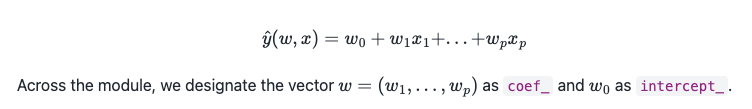 ŷ(w, x) = w₀ + w₁x₁+…+wₚxₚ
Across the module, we designate the vector w = (w₁, …, wₚ) as coef_ and w₀ as intercept_.